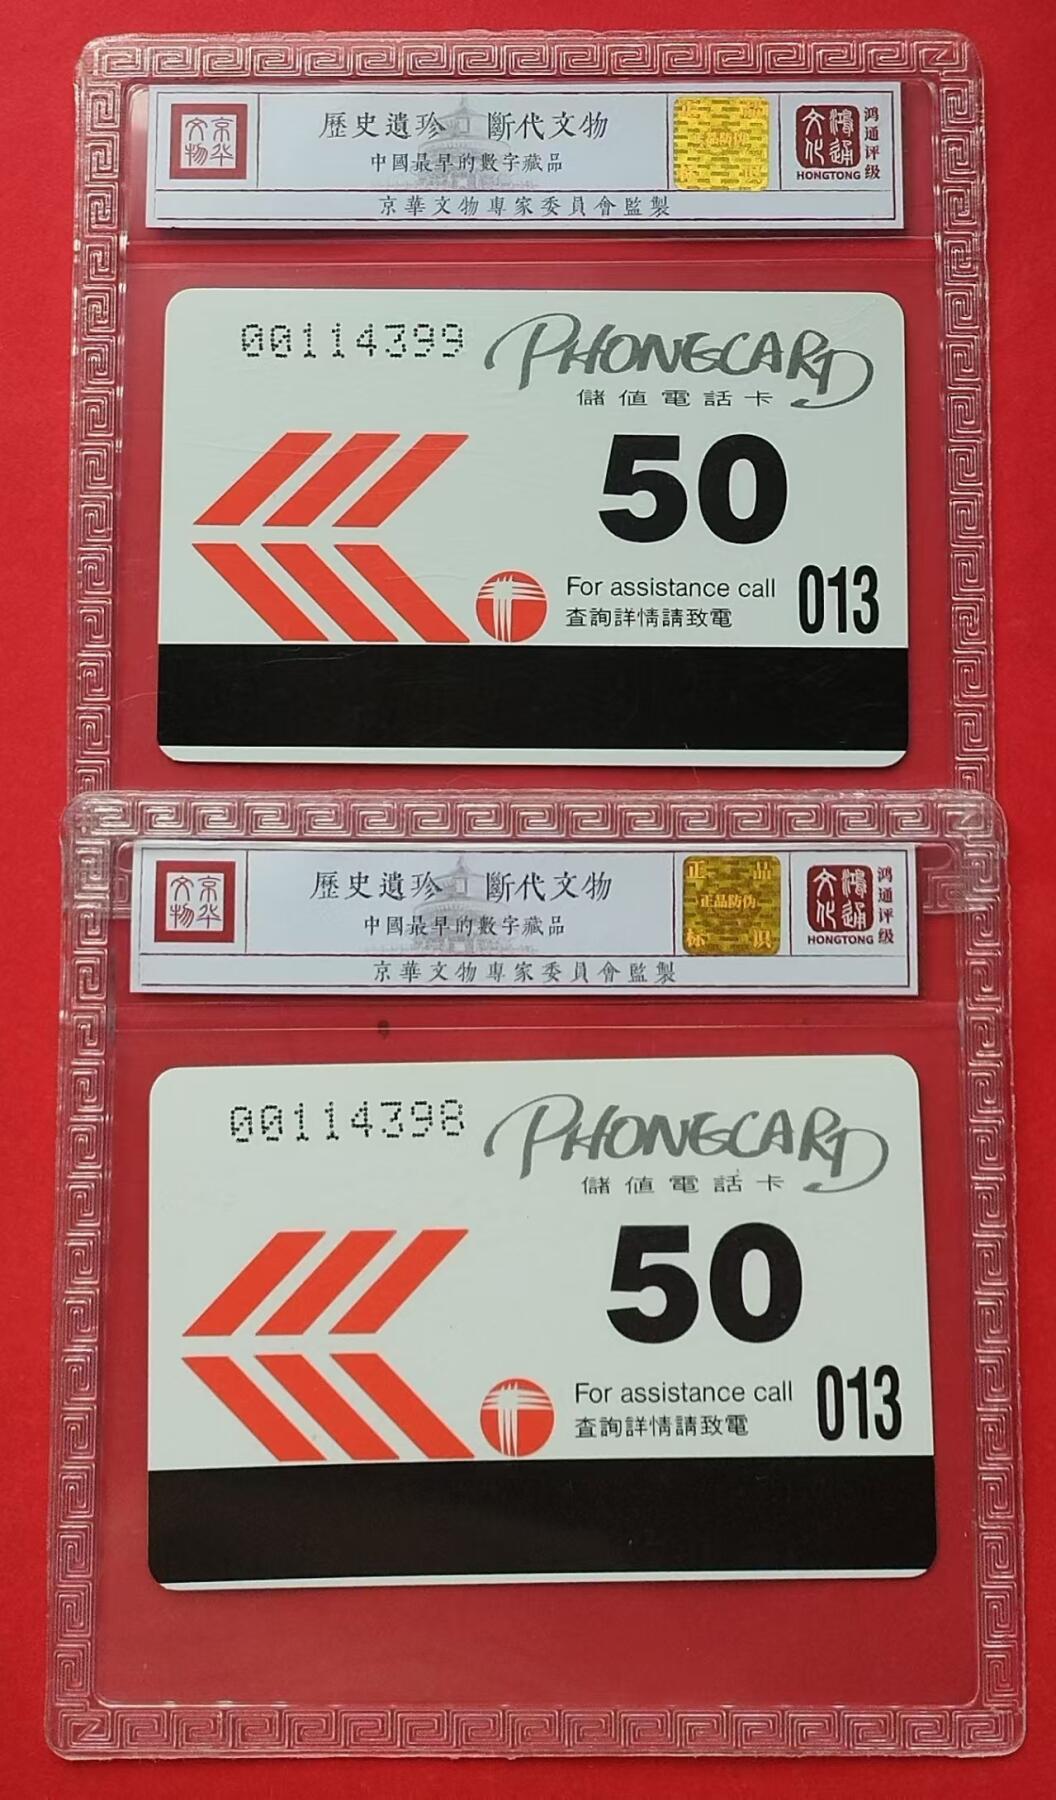 京华文物
歷史遺珍 斷代文物
中國最早的數字藏品
京華文物專家委員會監製
正品防伪
鸿通文化
HONGTONG
鸿通评级
00114399
PHONECARD
儲值電話卡
50
For assistance call
查詢詳情請致電
013
京华文物
歷史遺珍 斷代文物
中國最早的數字藏品
京華文物專家委員會監製
正品
正品防伪
标识
鸿通文化
HONGTONG
鸿通评级
00114398
PHONECARD
儲值電話卡
50
For assistance call
查詢詳情請致電
013